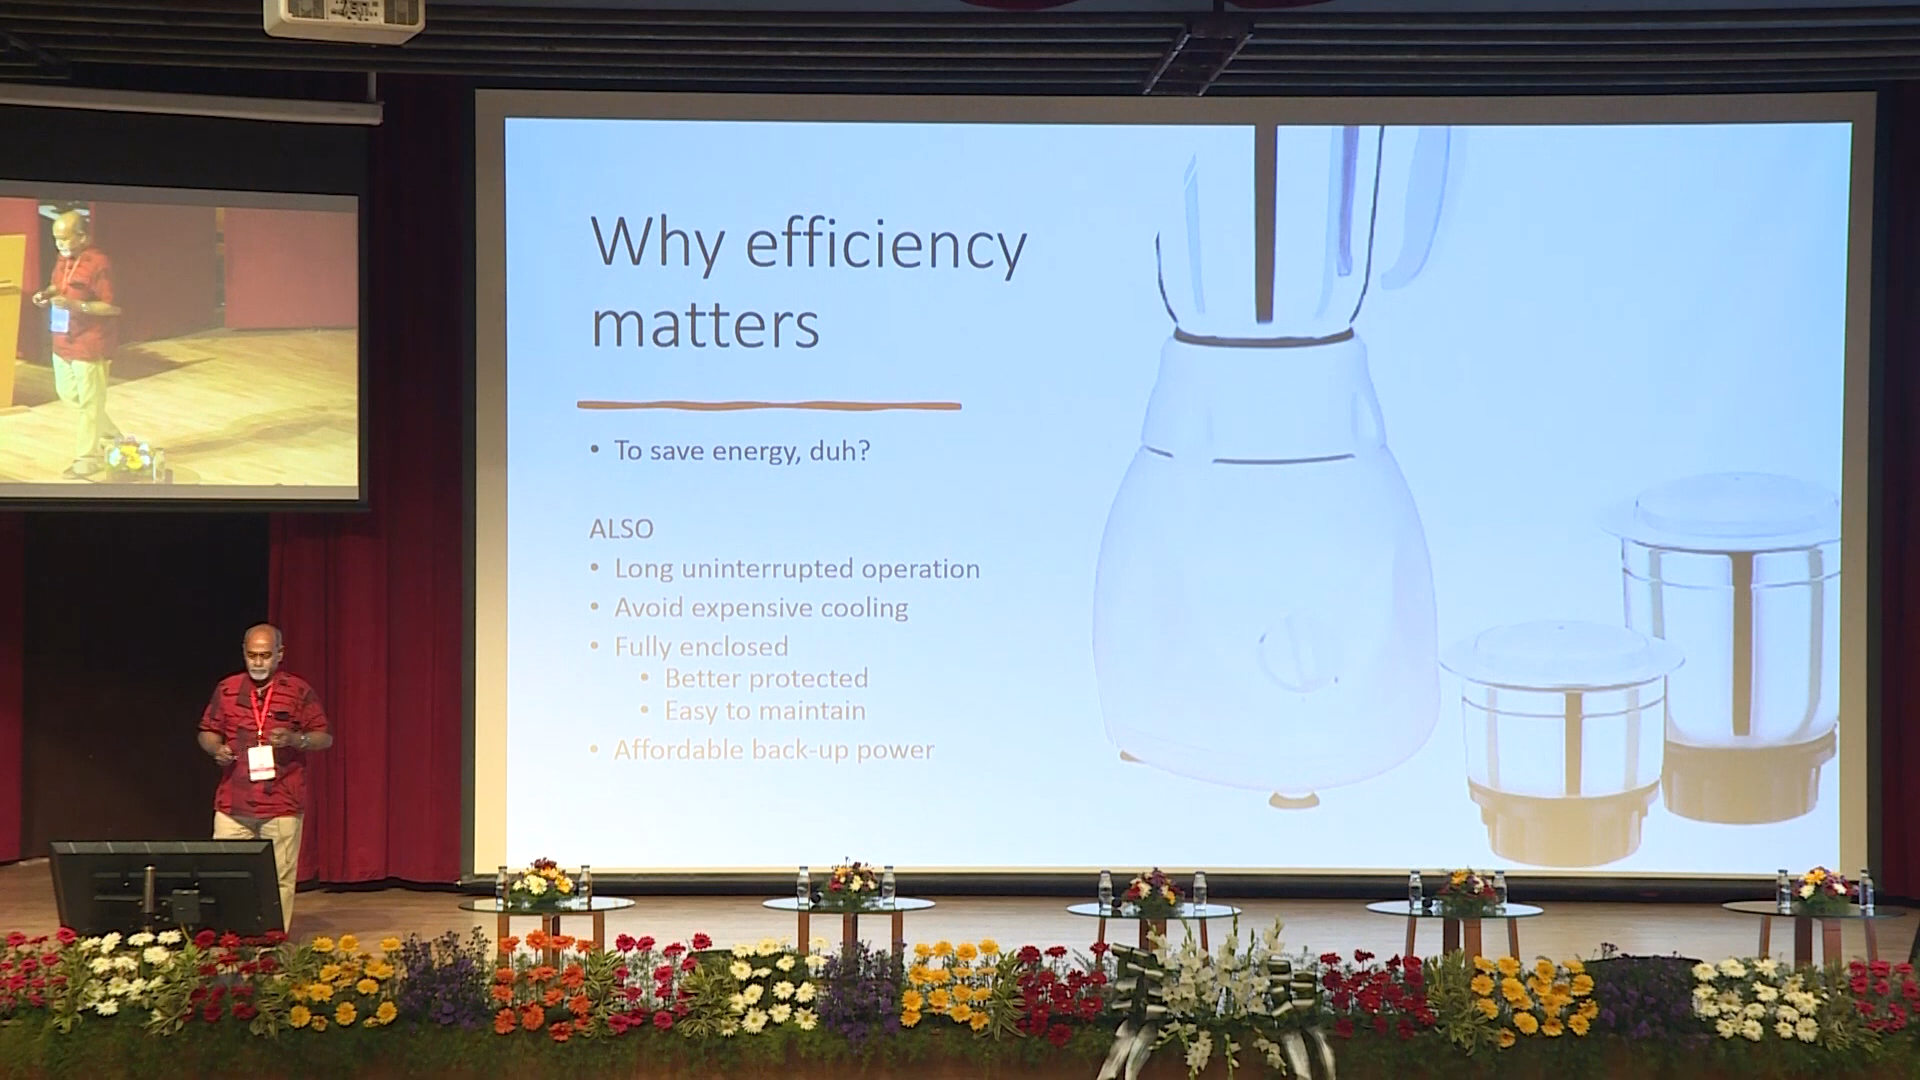 Why efficiency
matters
• To save energy, duh?
ALSO
• Long uninterrupted operation
• Avoid expensive cooling
• Fully enclosed
• Better protected
• Easy to maintain
• Affordable back-up power